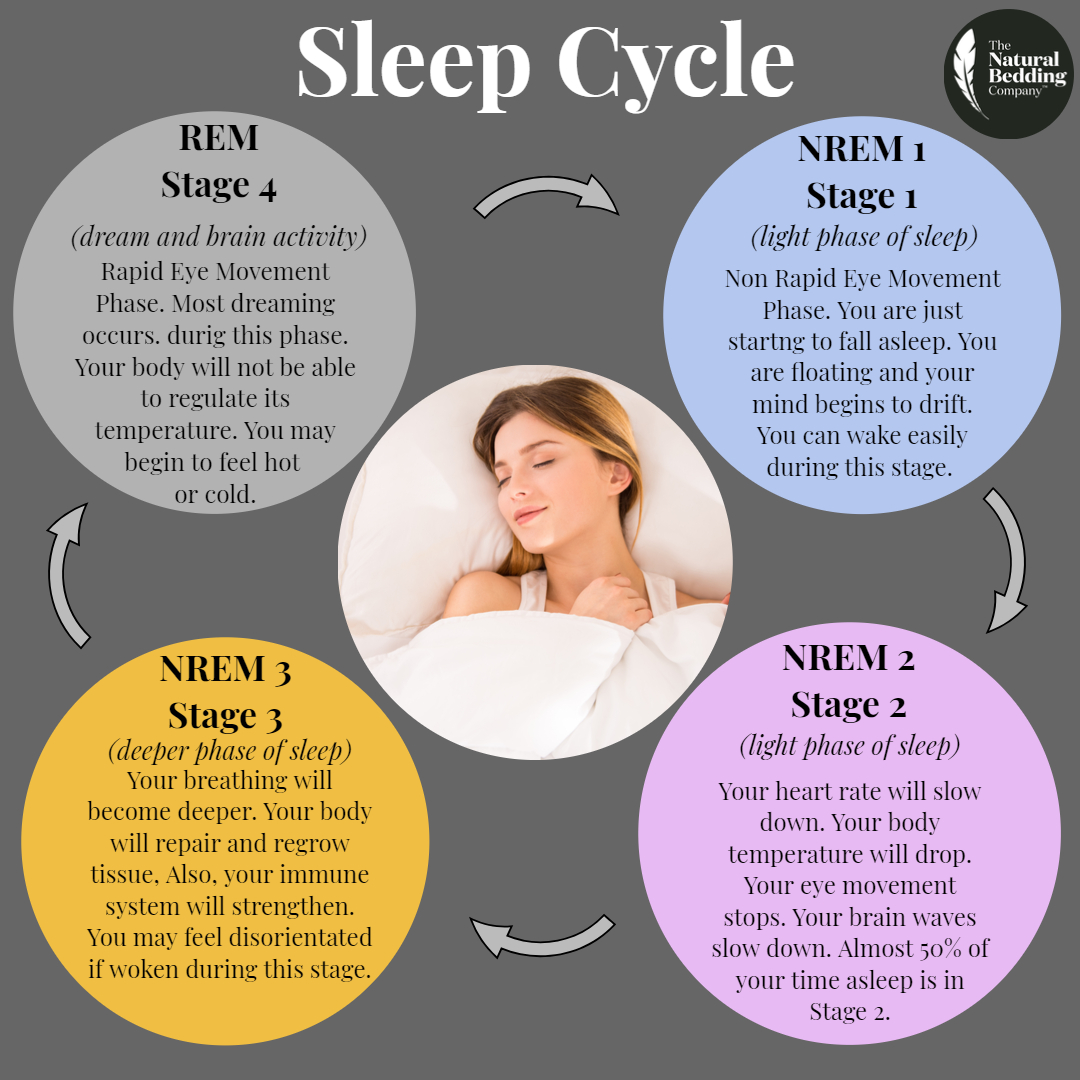 Sleep Cycle
The
Natural
Bedding
Company™
REM
Stage 4
(dream and brain activity)
Rapid Eye Movement
Phase. Most dreaming
occurs. durig this phase.
Your body will not be able
to regulate its
temperature. You may
begin to feel hot
or cold.
NREM 1
Stage 1
(light phase of sleep)
Non Rapid Eye Movement
Phase. You are just
startng to fall asleep. You
are floating and your
mind begins to drift.
You can wake easily
during this stage.
NREM 3
Stage 3
(deeper phase of sleep)
Your breathing will
become deeper. Your body
will repair and regrow
tissue, Also, your immune
system will strengthen.
You may feel disorientated
if woken during this stage.
NREM 2
Stage 2
(light phase of sleep)
Your heart rate will slow
down. Your body
temperature will drop.
Your eye movement
stops. Your brain waves
slow down. Almost 50% of
your time asleep is in
Stage 2.